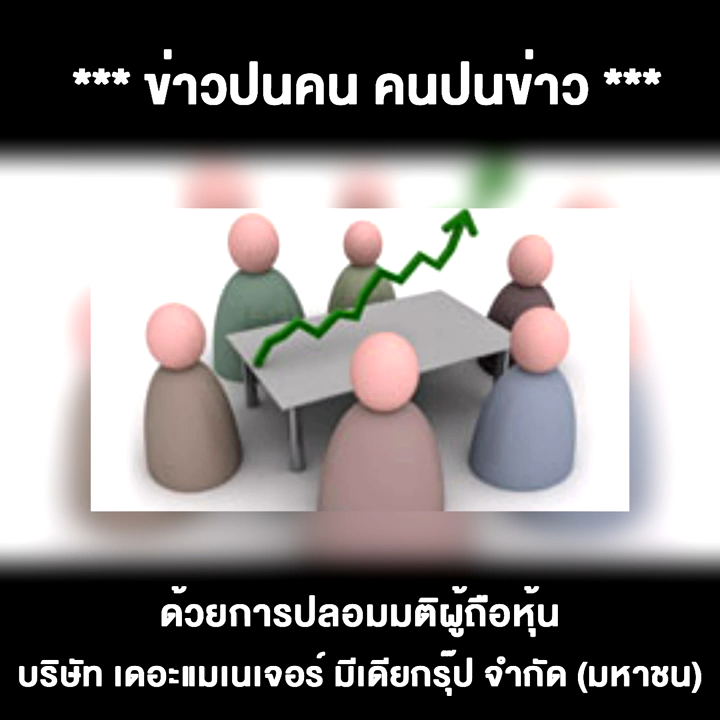 *** ข่าวปนคน คนปนข่าว ***
ด้วยการปลอมมติผู้ถือหุ้น
บริษัท เดอะแมเนเจอร์ มีเดียกรุ๊ป จำกัด (มหาชน)